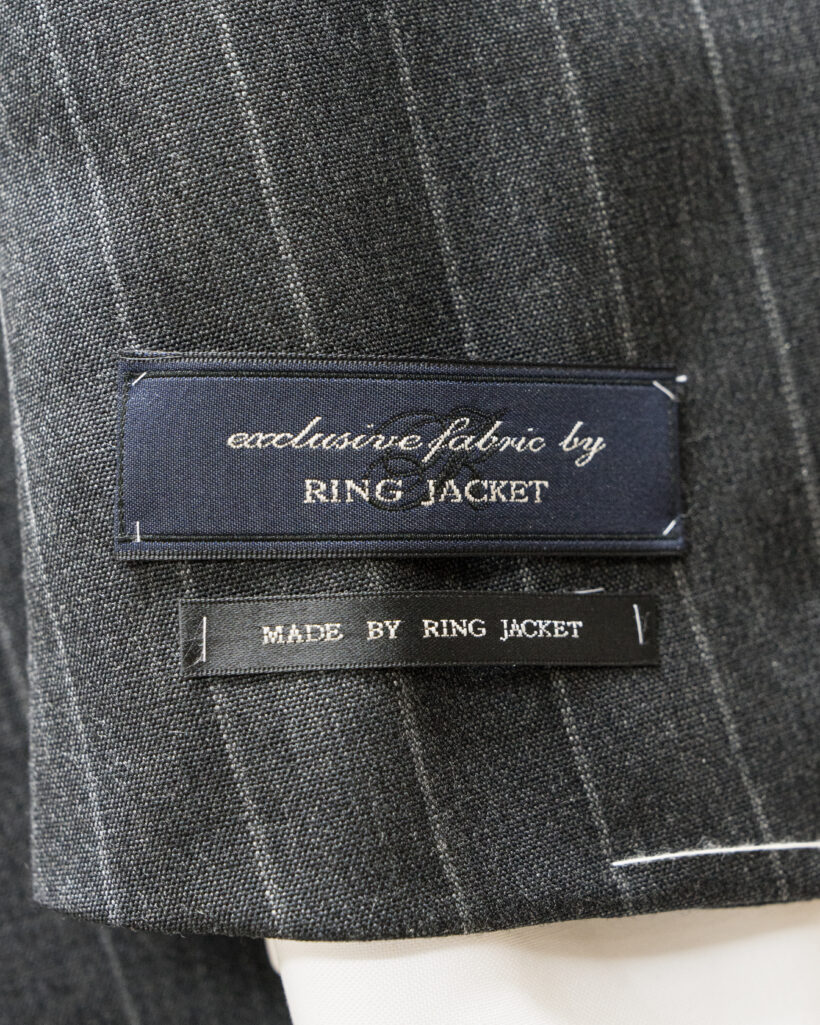 exclusive fabric by
RING JACKET
MADE BY RING JACKET